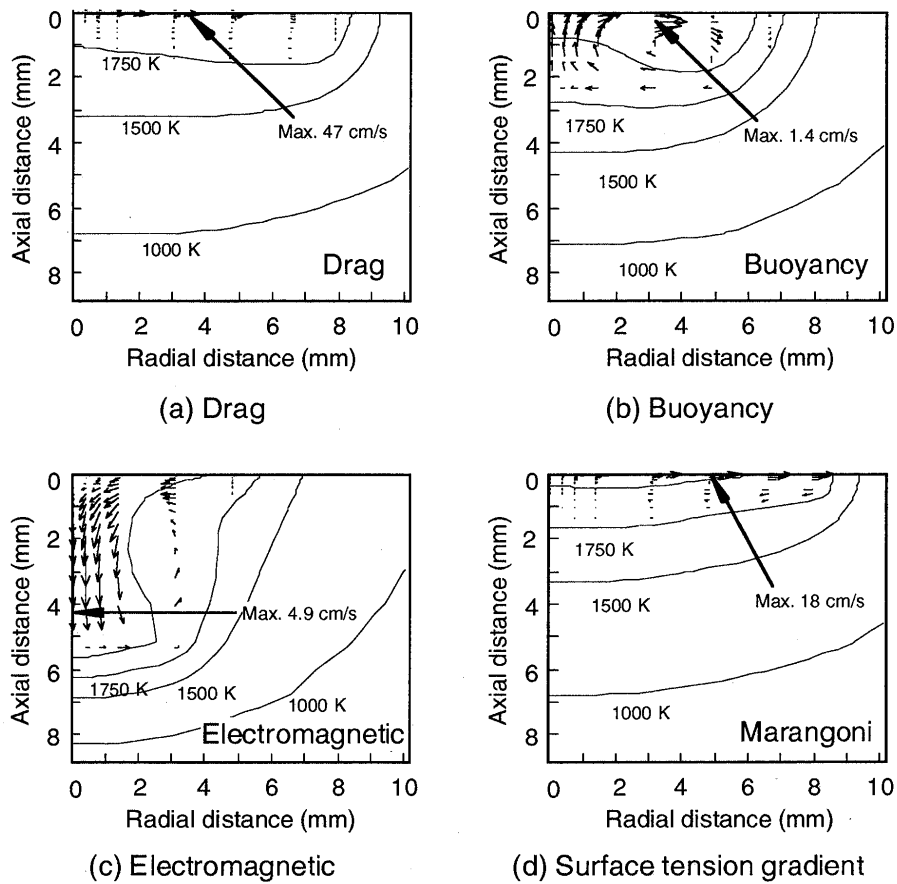 0
2
4
6
8
Axial distance (mm)
1750 K
1500 K
1000 K
Max. 47 cm/s
Drag
0 2 4 6 8 10
Radial distance (mm)
(a) Drag
0
2
4
6
8
Axial distance (mm)
1750 K
1500 K
1000 K
Max. 1.4 cm/s
Buoyancy
0 2 4 6 8 10
Radial distance (mm)
(b) Buoyancy
0
2
4
6
8
Axial distance (mm)
Max. 4.9 cm/s
1750 K
1500 K
1000 K
Electromagnetic
0 2 4 6 8 10
Radial distance (mm)
(c) Electromagnetic
0
2
4
6
8
Axial distance (mm)
1750 K
1500 K
1000 K
Max. 18 cm/s
Marangoni
0 2 4 6 8 10
Radial distance (mm)
(d) Surface tension gradient